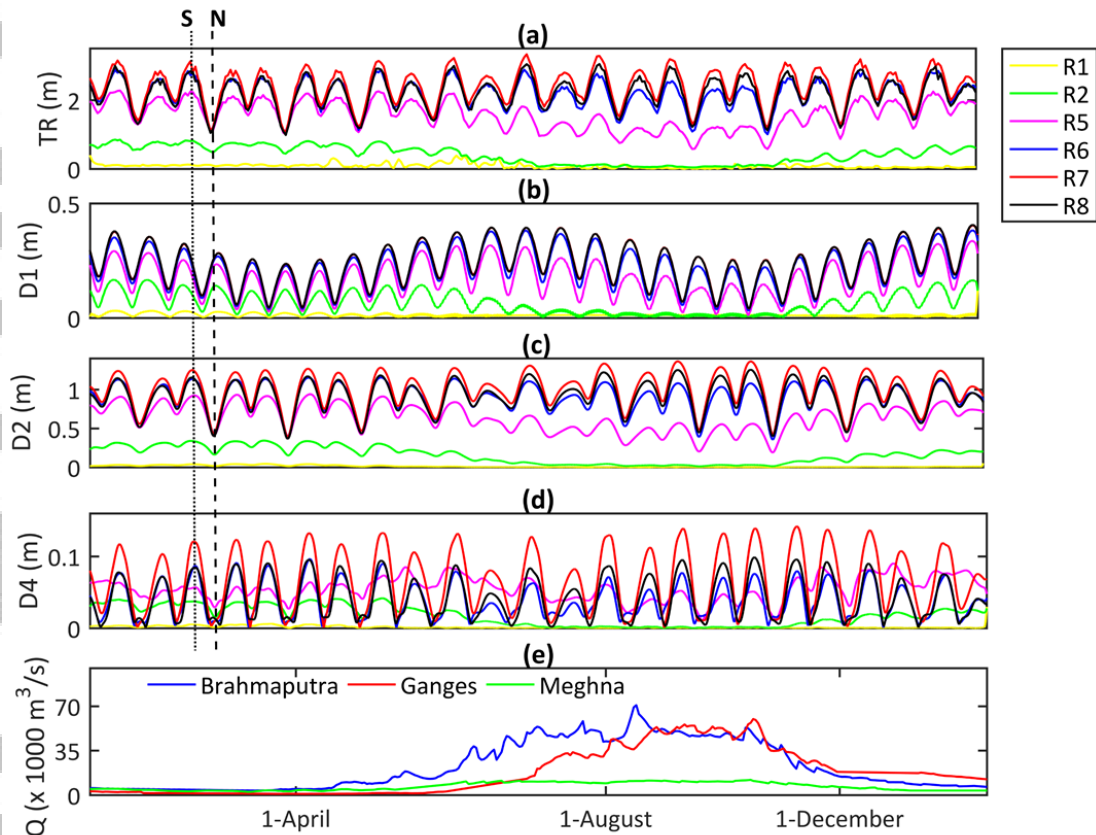 S N
(a)
TR (m)
2
0
R1
R2
R5
R6
R7
R8
(b)
D1 (m)
0.5
0
(c)
D2 (m)
1
0.5
0
(d)
D4 (m)
0.1
0
(e)
Q (x 1000 m³/s)
70
35
0
Brahmaputra Ganges Meghna
1-April 1-August 1-December